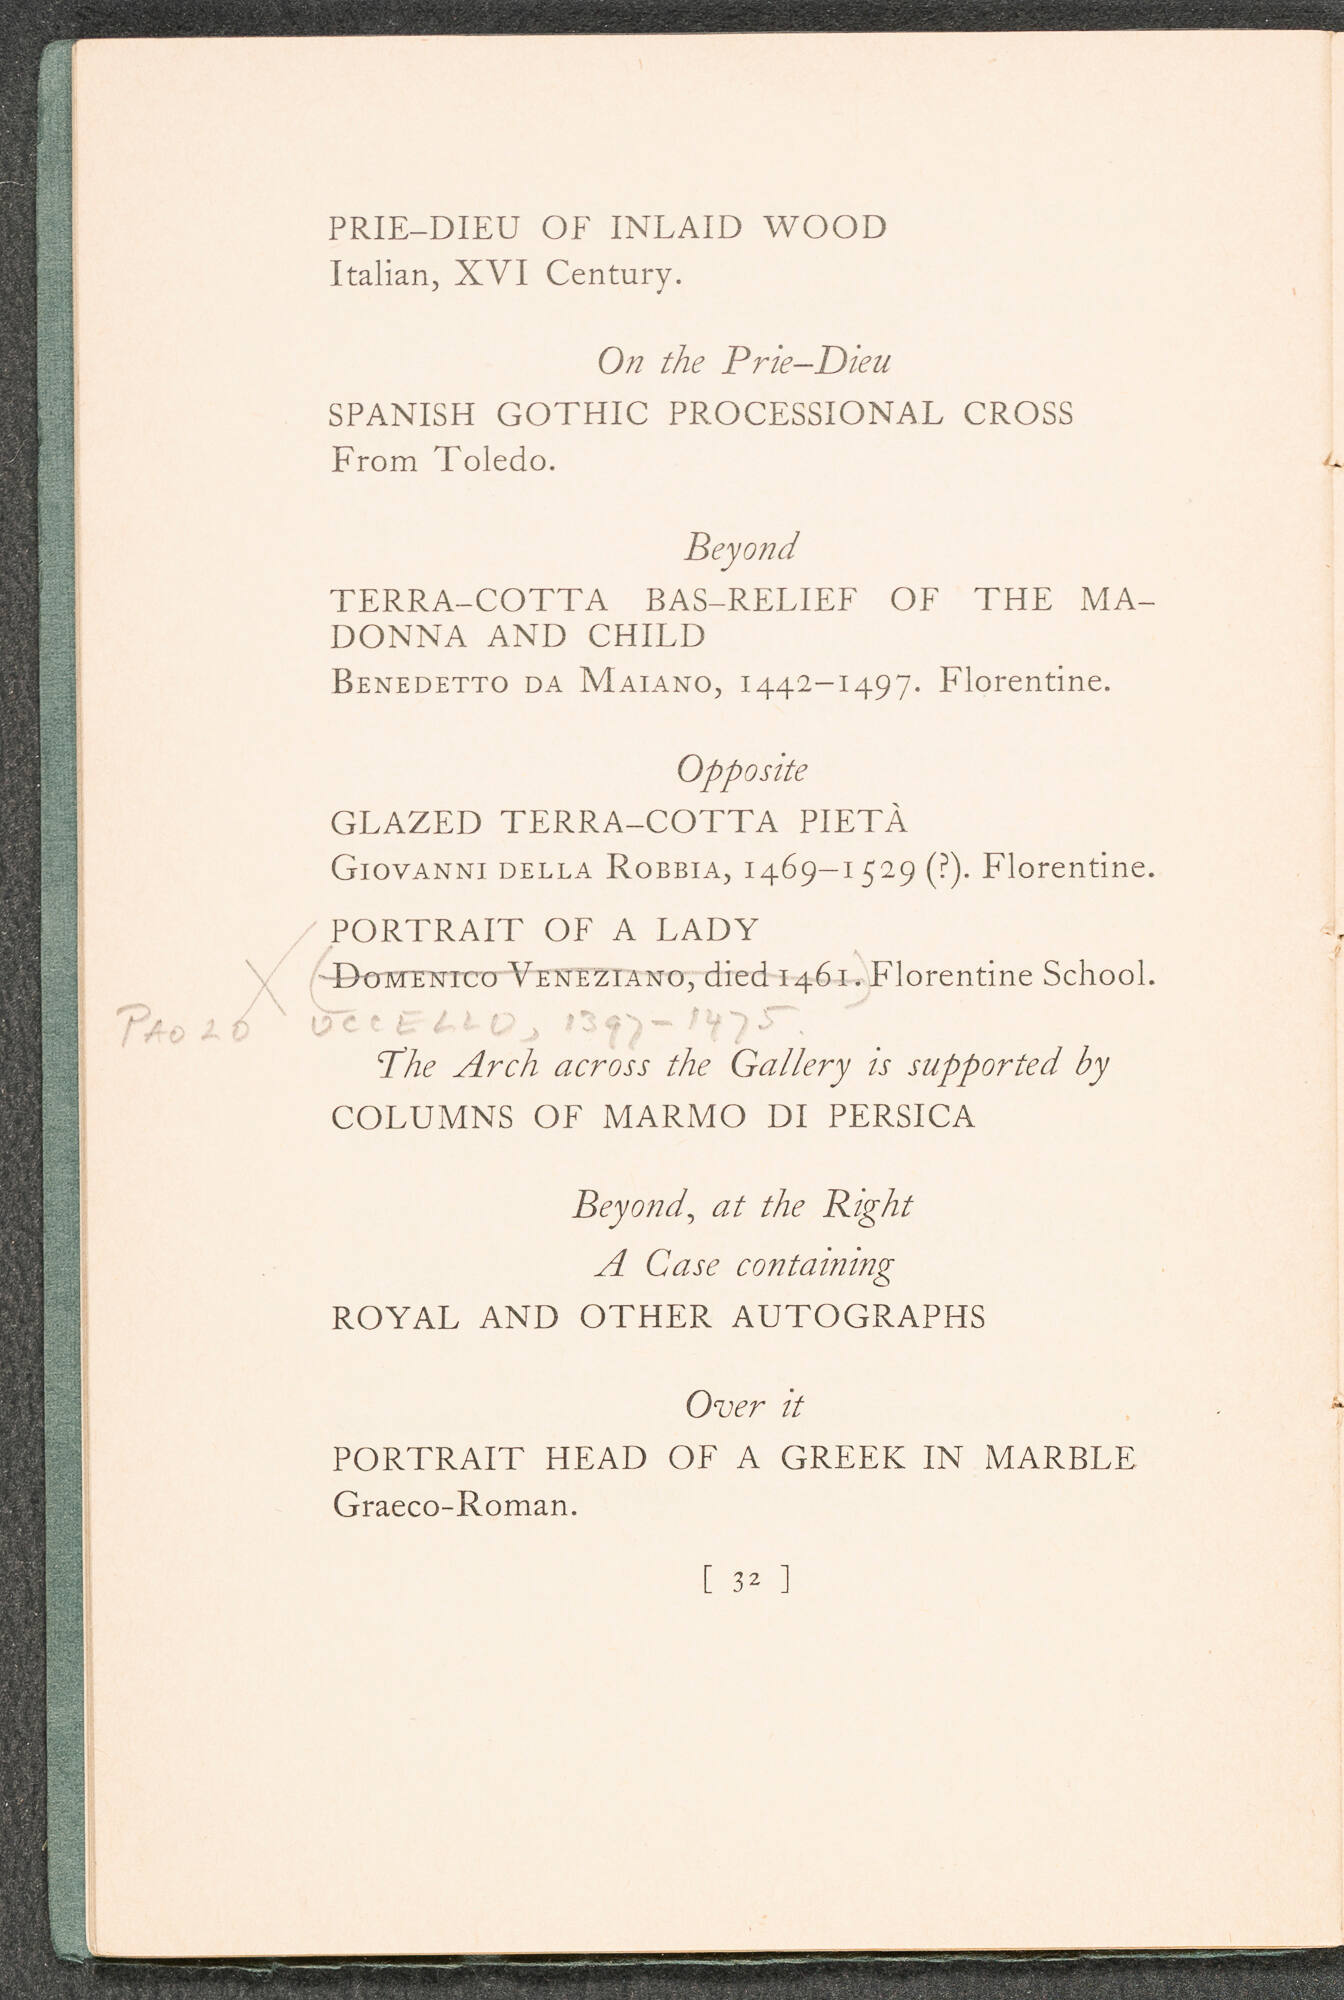 PRIE–DIEU OF INLAID WOOD
Italian, XVI Century.
On the Prie–Dieu
SPANISH GOTHIC PROCESSIONAL CROSS
From Toledo.
Beyond
TERRA–COTTA BAS–RELIEF OF THE MA–
DONNA AND CHILD
BENEDETTO DA MAIANO, 1442–1497. Florentine.
Opposite
GLAZED TERRA–COTTA PIETÀ
GIOVANNI DELLA ROBBIA, 1469–1529 (?). Florentine.
PORTRAIT OF A LADY
X (DOMENICO VENEZIANO, died 1461.) Florentine School.
PAOLO UCCELLO, 1397–1475.
The Arch across the Gallery is supported by
COLUMNS OF MARMO DI PERSICA
Beyond, at the Right
A Case containing
ROYAL AND OTHER AUTOGRAPHS
Over it
PORTRAIT HEAD OF A GREEK IN MARBLE
Graeco-Roman.
[ 32 ]